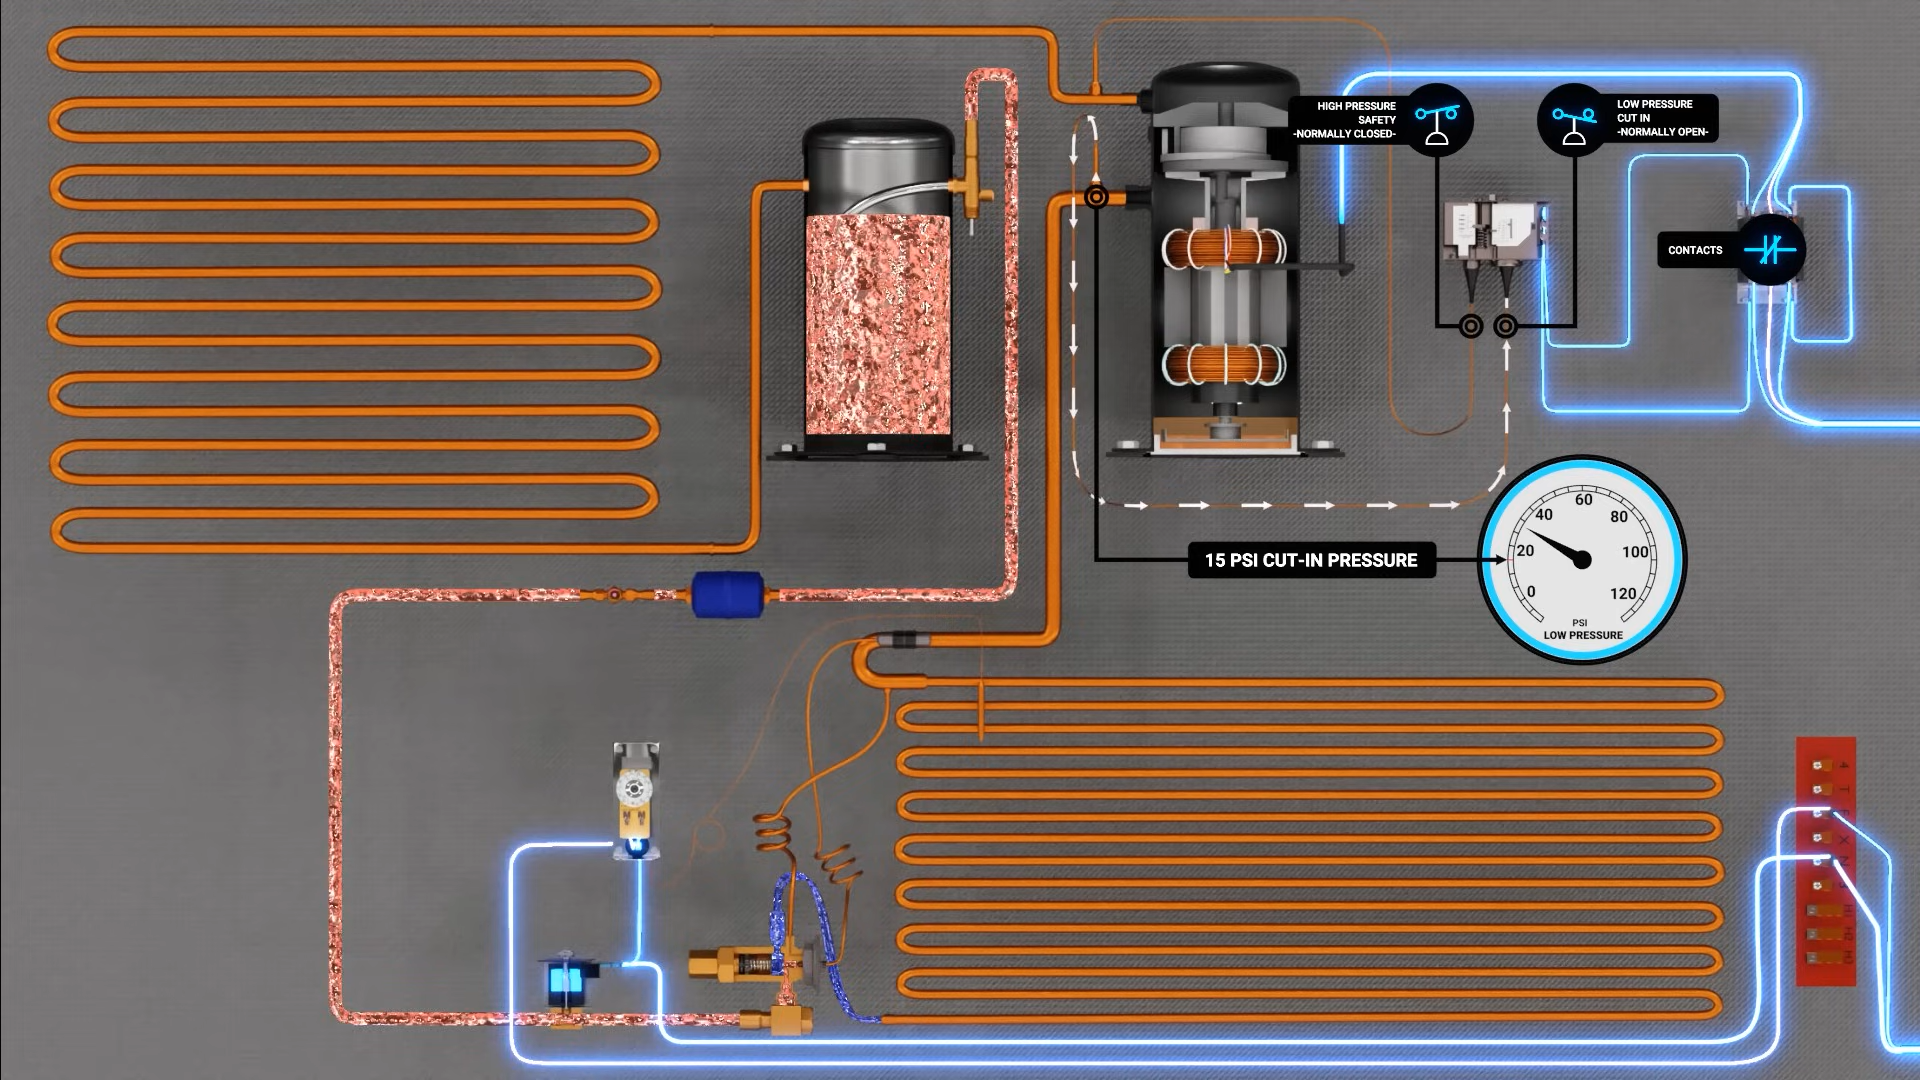 HIGH PRESSURE
SAFETY
-NORMALLY CLOSED-
LOW PRESSURE
CUT IN
-NORMALLY OPEN-
CONTACTS
15 PSI CUT-IN PRESSURE
0
20
40
60
80
100
120
PSI
LOW PRESSURE
4
T
X